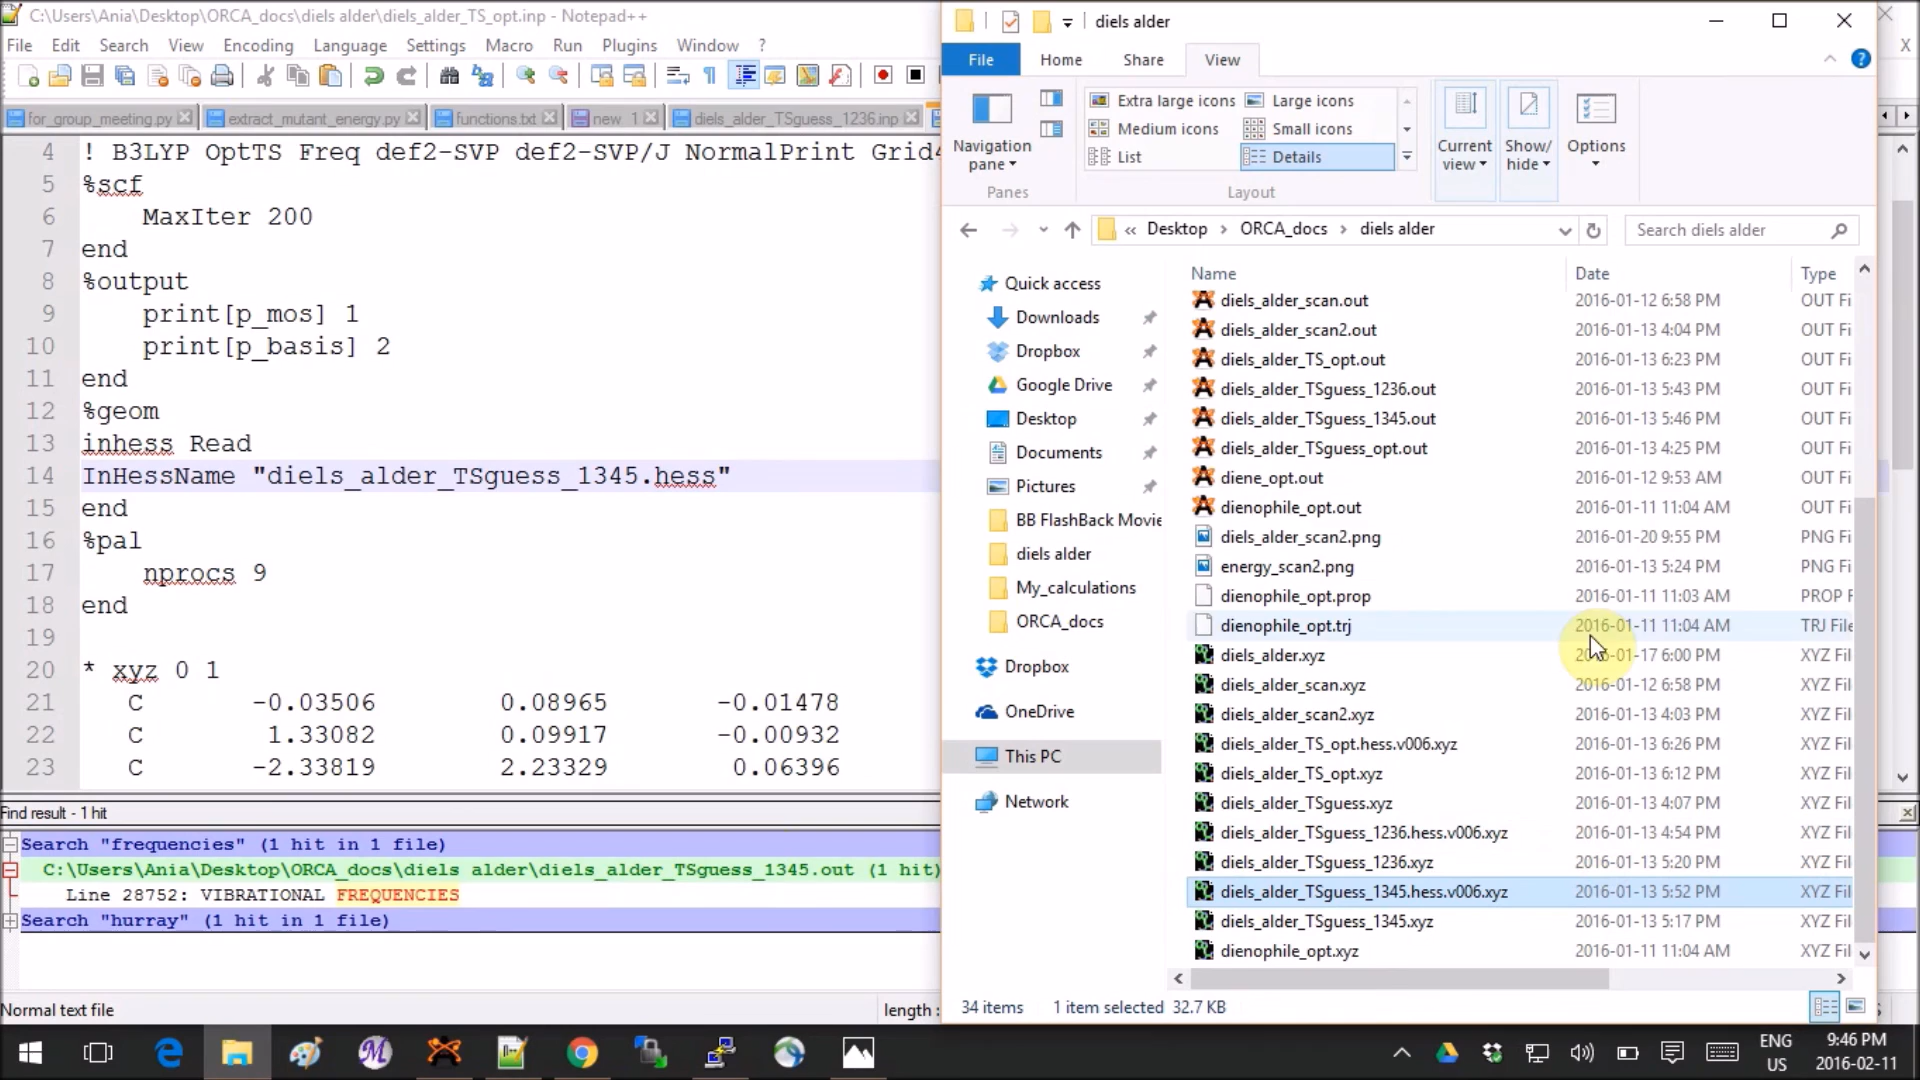 C:\Users\Ania\Desktop\ORCA_docs\diels alder\diels_alder_TS_opt.inp - Notepad++
File Edit Search View Encoding Language Settings Macro Run Plugins Window ?
for_group_meeting.py extract_mutant_energy.py functions.txt new 1 diels_alder_TSguess_1236.inp
4 ! B3LYP OptTS Freq def2-SVP def2-SVP/J NormalPrint Grid4
5 %scf
6 MaxIter 200
7 end
8 %output
9 print[p_mos] 1
10 print[p_basis] 2
11 end
12 %geom
13 inhess Read
14 InHessName "diels_alder_TSguess_1345.hess"
15 end
16 %pal
17 nprocs 9
18 end
19
20 * xyz 0 1
21 C -0.03506 0.08965 -0.01478
22 C 1.33082 0.09917 -0.00932
23 C -2.33819 2.23329 0.06396
Find result - 1 hit
Search "frequencies" (1 hit in 1 file)
C:\Users\Ania\Desktop\ORCA_docs\diels alder\diels_alder_TSguess_1345.out (1 hit)
Line 28752: VIBRATIONAL FREQUENCIES
Search "hurray" (1 hit in 1 file)
Normal text file
length :
diels alder
File Home Share View
Navigation pane
Panes
Extra large icons Large icons
Medium icons Small icons
List Details
Layout
Current view
Show/hide
Options
« Desktop › ORCA_docs › diels alder
Search diels alder
Quick access
Downloads
Dropbox
Google Drive
Desktop
Documents
Pictures
BB FlashBack Movie
diels alder
My_calculations
ORCA_docs
Dropbox
OneDrive
This PC
Network
Name Date Type
diels_alder_scan.out 2016-01-12 6:58 PM OUT Fi
diels_alder_scan2.out 2016-01-13 4:04 PM OUT Fi
diels_alder_TS_opt.out 2016-01-13 6:23 PM OUT Fi
diels_alder_TSguess_1236.out 2016-01-13 5:43 PM OUT Fi
diels_alder_TSguess_1345.out 2016-01-13 5:46 PM OUT Fi
diels_alder_TSguess_opt.out 2016-01-13 4:25 PM OUT Fi
diene_opt.out 2016-01-12 9:53 AM OUT Fi
dienophile_opt.out 2016-01-11 11:04 AM OUT Fi
diels_alder_scan2.png 2016-01-20 9:55 PM PNG Fi
energy_scan2.png 2016-01-13 5:24 PM PNG Fi
dienophile_opt.prop 2016-01-11 11:03 AM PROP F
dienophile_opt.trj 2016-01-11 11:04 AM TRJ File
diels_alder.xyz 2016-01-17 6:00 PM XYZ Fil
diels_alder_scan.xyz 2016-01-12 6:58 PM XYZ Fil
diels_alder_scan2.xyz 2016-01-13 4:03 PM XYZ Fil
diels_alder_TS_opt.hess.v006.xyz 2016-01-13 6:26 PM XYZ Fil
diels_alder_TS_opt.xyz 2016-01-13 6:12 PM XYZ Fil
diels_alder_TSguess.xyz 2016-01-13 4:07 PM XYZ Fil
diels_alder_TSguess_1236.hess.v006.xyz 2016-01-13 4:54 PM XYZ Fil
diels_alder_TSguess_1236.xyz 2016-01-13 5:20 PM XYZ Fil
diels_alder_TSguess_1345.hess.v006.xyz 2016-01-13 5:52 PM XYZ Fil
diels_alder_TSguess_1345.xyz 2016-01-13 5:17 PM XYZ Fil
dienophile_opt.xyz 2016-01-11 11:04 AM XYZ Fil
34 items 1 item selected 32.7 KB
ENG
US
9:46 PM
2016-02-11